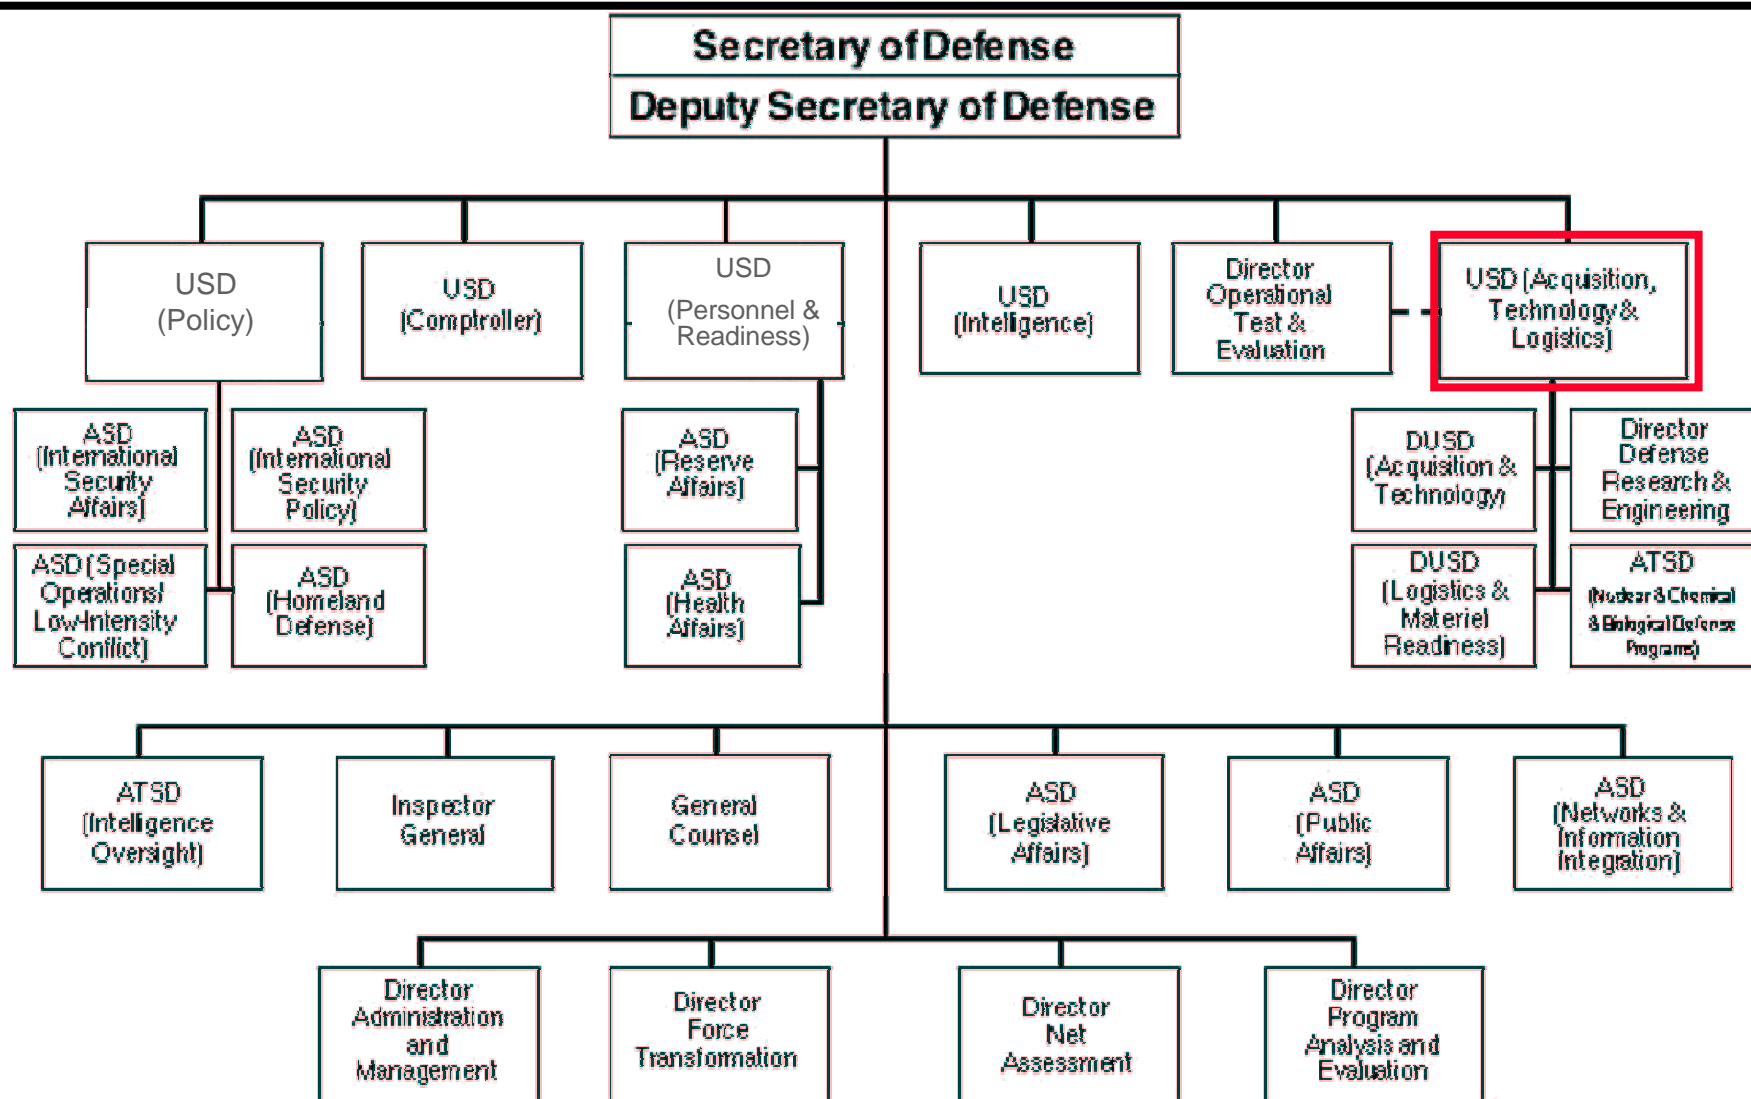 Secretary of Defense
Deputy Secretary of Defense
USD
(Policy)
USD
(Comptroller)
USD
(Personnel &
Readiness)
USD
(Intelligence)
Director
Operational
Test &
Evaluation
USD (Acquisition,
Technology &
Logistics)
ASD
(International
Security
Affairs)
ASD
(International
Security
Policy)
ASD
(Reserve
Affairs)
DUSD
(Acquisition &
Technology)
Director
Defense
Research &
Engineering
ASD (Special
Operations/
Low-Intensity
Conflict)
ASD
(Homeland
Defense)
ASD
(Health
Affairs)
DUSD
(Logistics &
Materiel
Readiness)
ATSD
(Nuclear & Chemical
& Biological Defense
Programs)
ATSD
(Intelligence
Oversight)
Inspector
General
General
Counsel
ASD
(Legislative
Affairs)
ASD
(Public
Affairs)
ASD
(Networks &
Information
Integration)
Director
Administration
and
Management
Director
Force
Transformation
Director
Net
Assessment
Director
Program
Analysis and
Evaluation